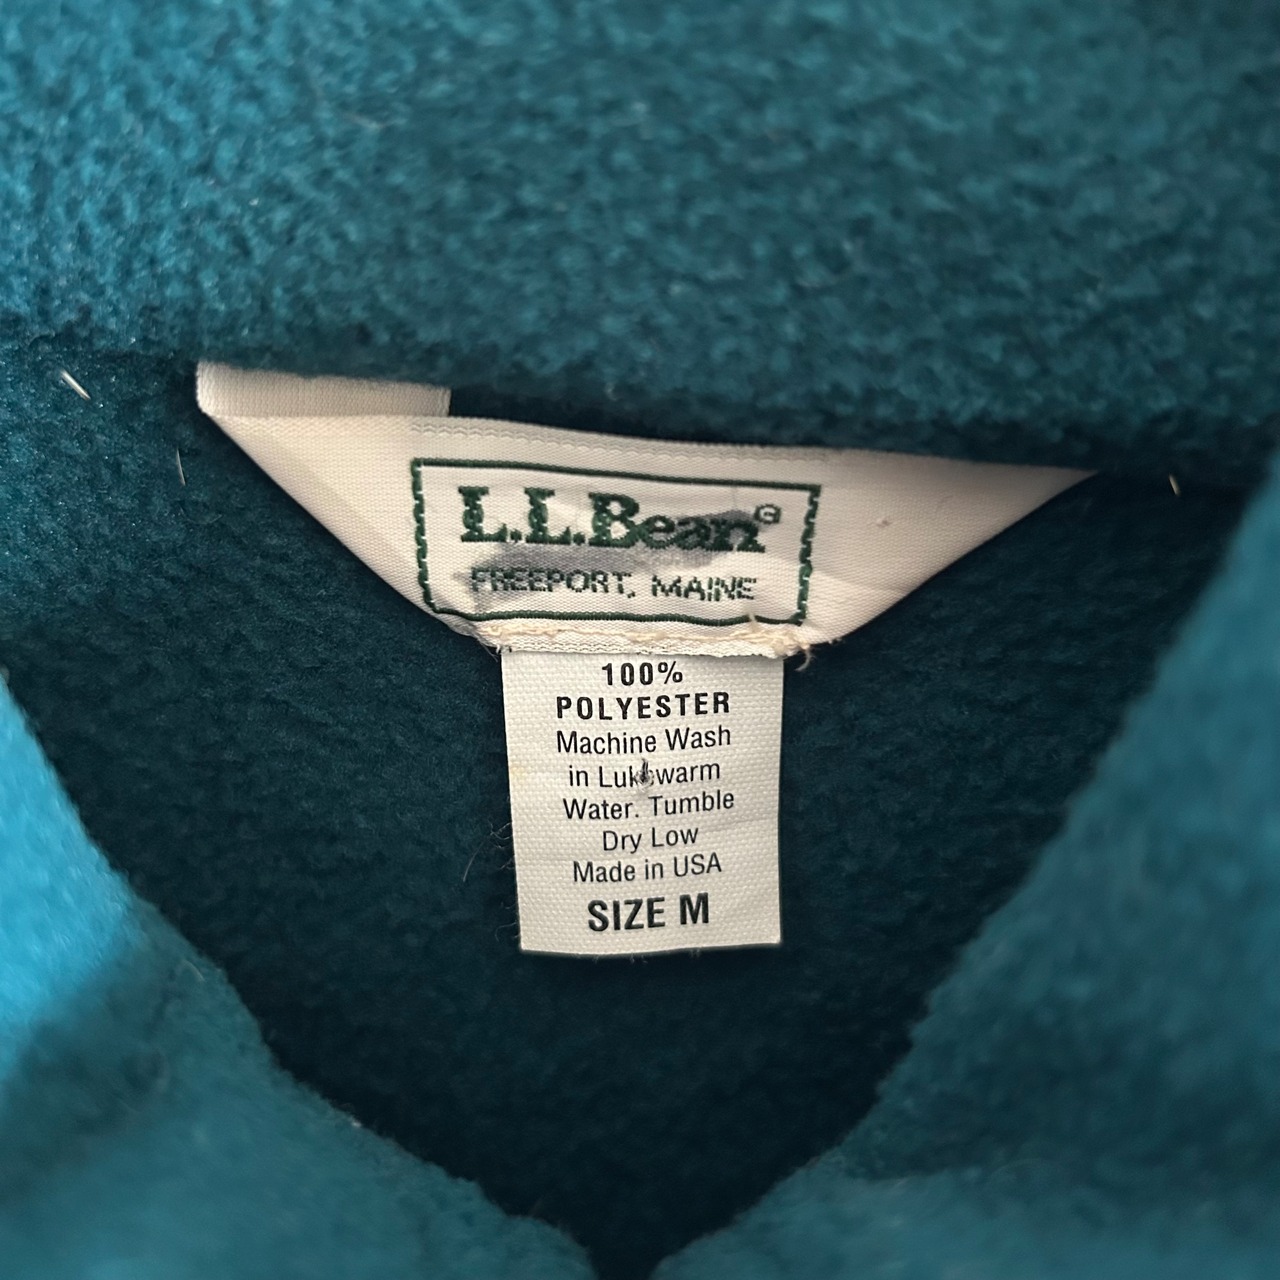 L.L.Bean®
FREEPORT, MAINE
100%
POLYESTER
Machine Wash
in Lukewarm
Water. Tumble
Dry Low
Made in USA
SIZE M